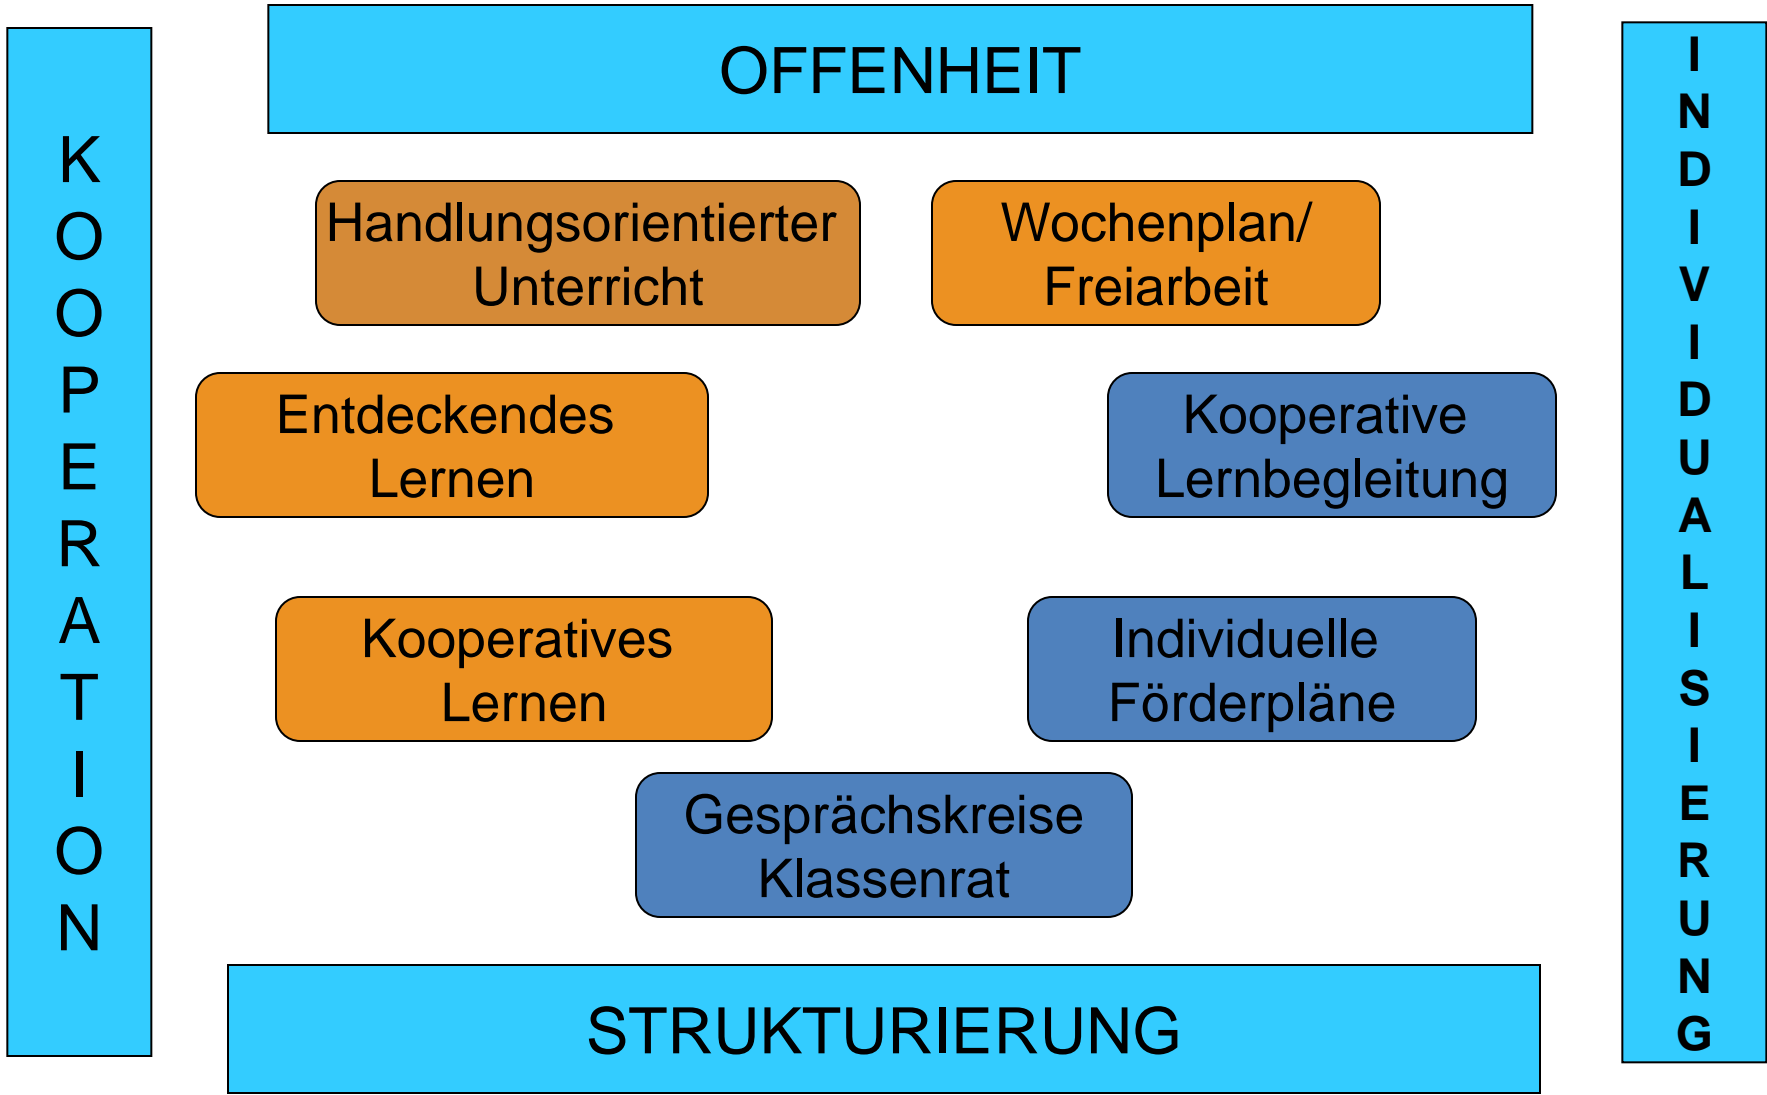 OFFENHEIT
KOOPERATION
INDIVIDUALISIERUNG
Handlungsorientierter
Unterricht
Wochenplan/
Freiarbeit
Entdeckendes
Lernen
Kooperative
Lernbegleitung
Kooperatives
Lernen
Individuelle
Förderpläne
Gesprächskreise
Klassenrat
STRUKTURIERUNG